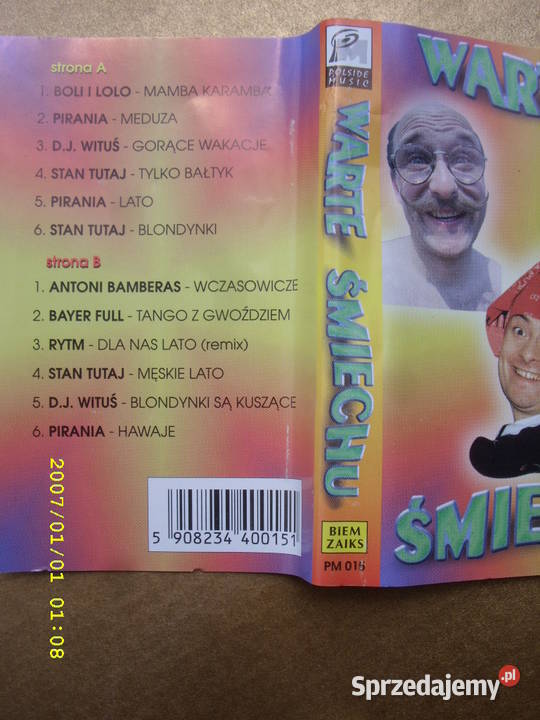 strona A
1. BOLI I LOLO - MAMBA KARAMBA
2. PIRANIA - MEDUZA
3. D.J. WITUŚ - GORĄCE WAKACJE
4. STAN TUTAJ - TYLKO BAŁTYK
5. PIRANIA - LATO
6. STAN TUTAJ - BLONDYNKI
strona B
1. ANTONI BAMBERAS - WCZASOWICZE
2. BAYER FULL - TANGO Z GWOŹDZIEM
3. RYTM - DLA NAS LATO (remix)
4. STAN TUTAJ - MĘSKIE LATO
5. D.J. WITUŚ - BLONDYNKI SĄ KUSZĄCE
6. PIRANIA - HAWAJE
5 908234 400151
POLSIDE
MUSIC
WARTE ŚMIECHU
BIEM
ZAIKS
PM 015
WAR
ŚMIE
2007/01/01 01:08
Sprzedajemy.pl